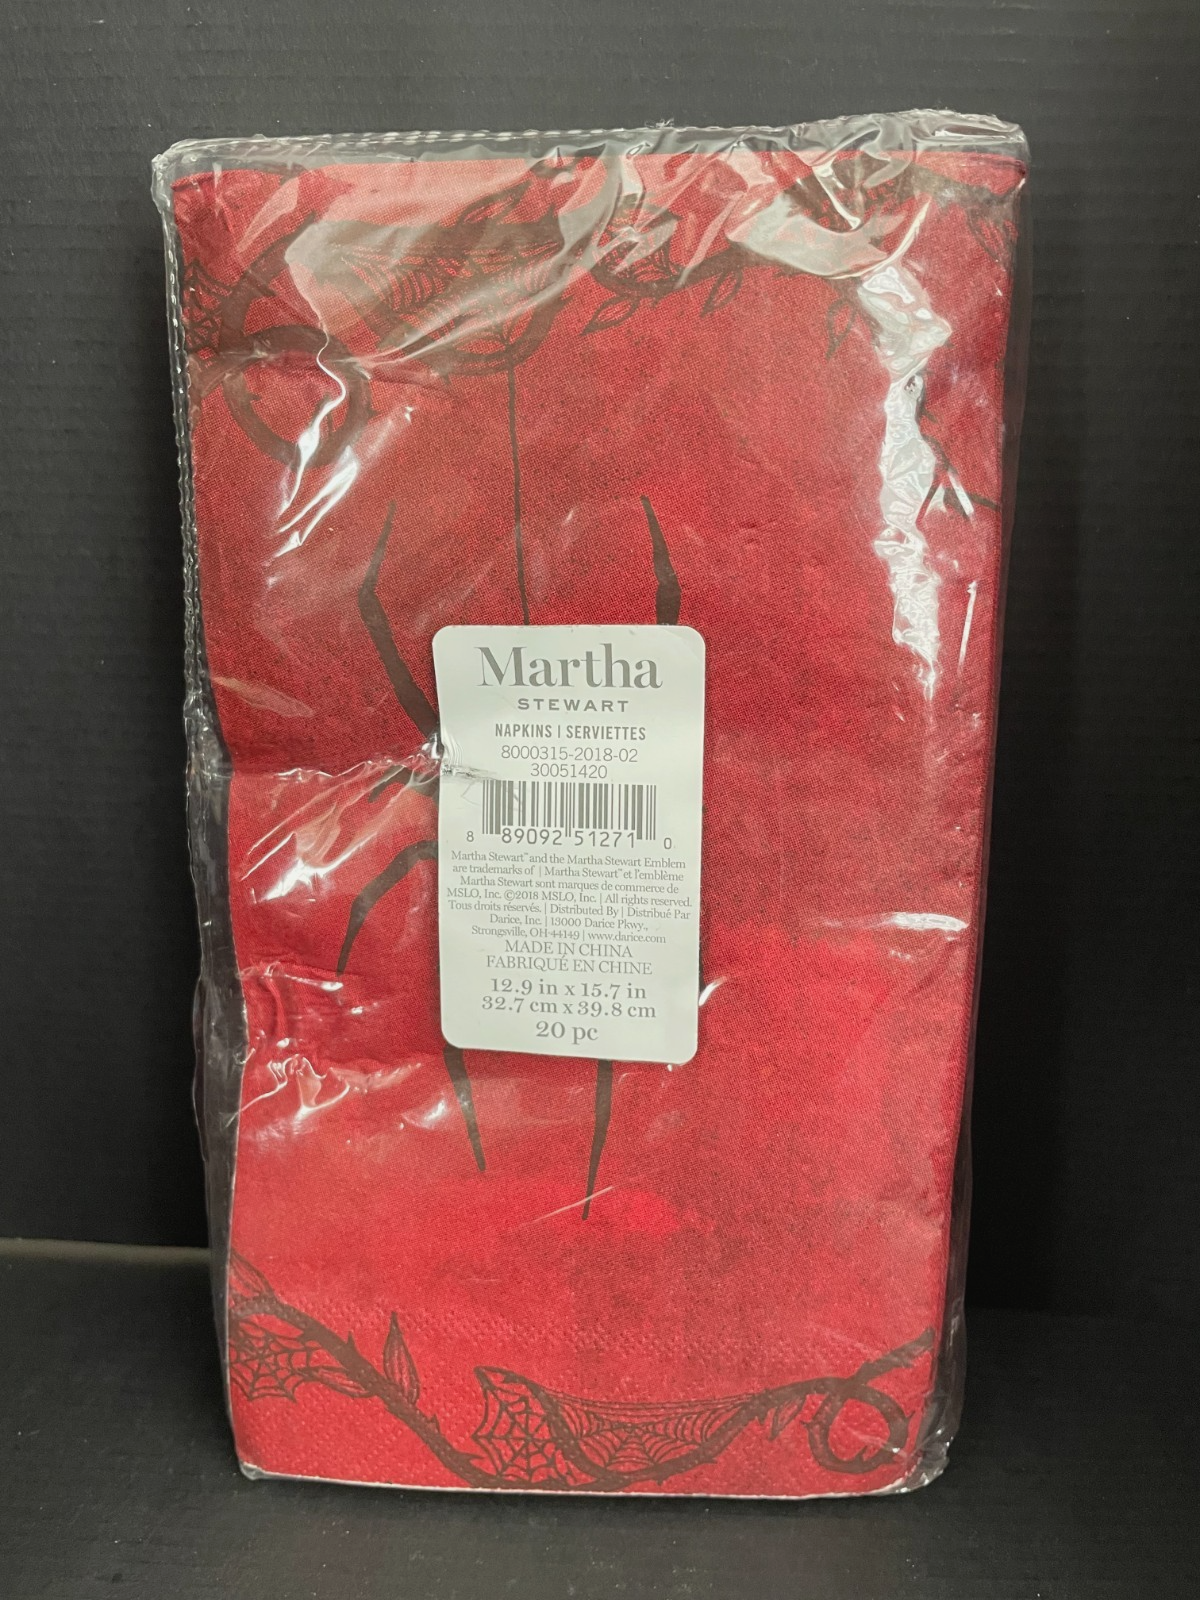 Martha
STEWART
NAPKINS | SERVIETTES
8000315-2018-02
30051420
8 89092 51271 0
Martha Stewart™ and the Martha Stewart Emblem
are trademarks of | Martha Stewart™ et l'emblème
Martha Stewart sont marques de commerce de
MSLO, Inc. ©2018 MSLO, Inc. | All rights reserved.
Tous droits réservés. | Distributed By | Distribué Par
Darice, Inc. | 13000 Darice Pkwy.,
Strongsville, OH 44149 | www.darice.com
MADE IN CHINA
FABRIQUÉ EN CHINE
12.9 in x 15.7 in
32.7 cm x 39.8 cm
20 pc